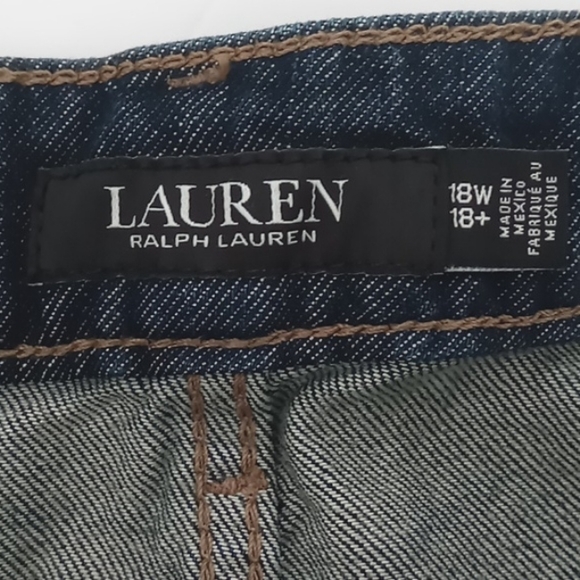 LAUREN
RALPH LAUREN
18W
18+
MADE IN
MEXICO
FABRIQUÉ AU
MEXIQUE